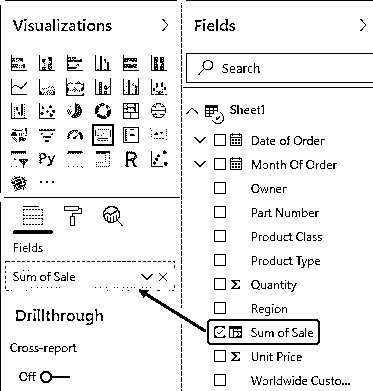 Visualizations
Py
R
Fields
Sum of Sale
Drillthrough
Cross-report
Off
Fields
Search
Sheet1
Date of Order
Month Of Order
Owner
Part Number
Product Class
Product Type
Σ Quantity
Region
Sum of Sale
Σ Unit Price
Worldwide Custo...